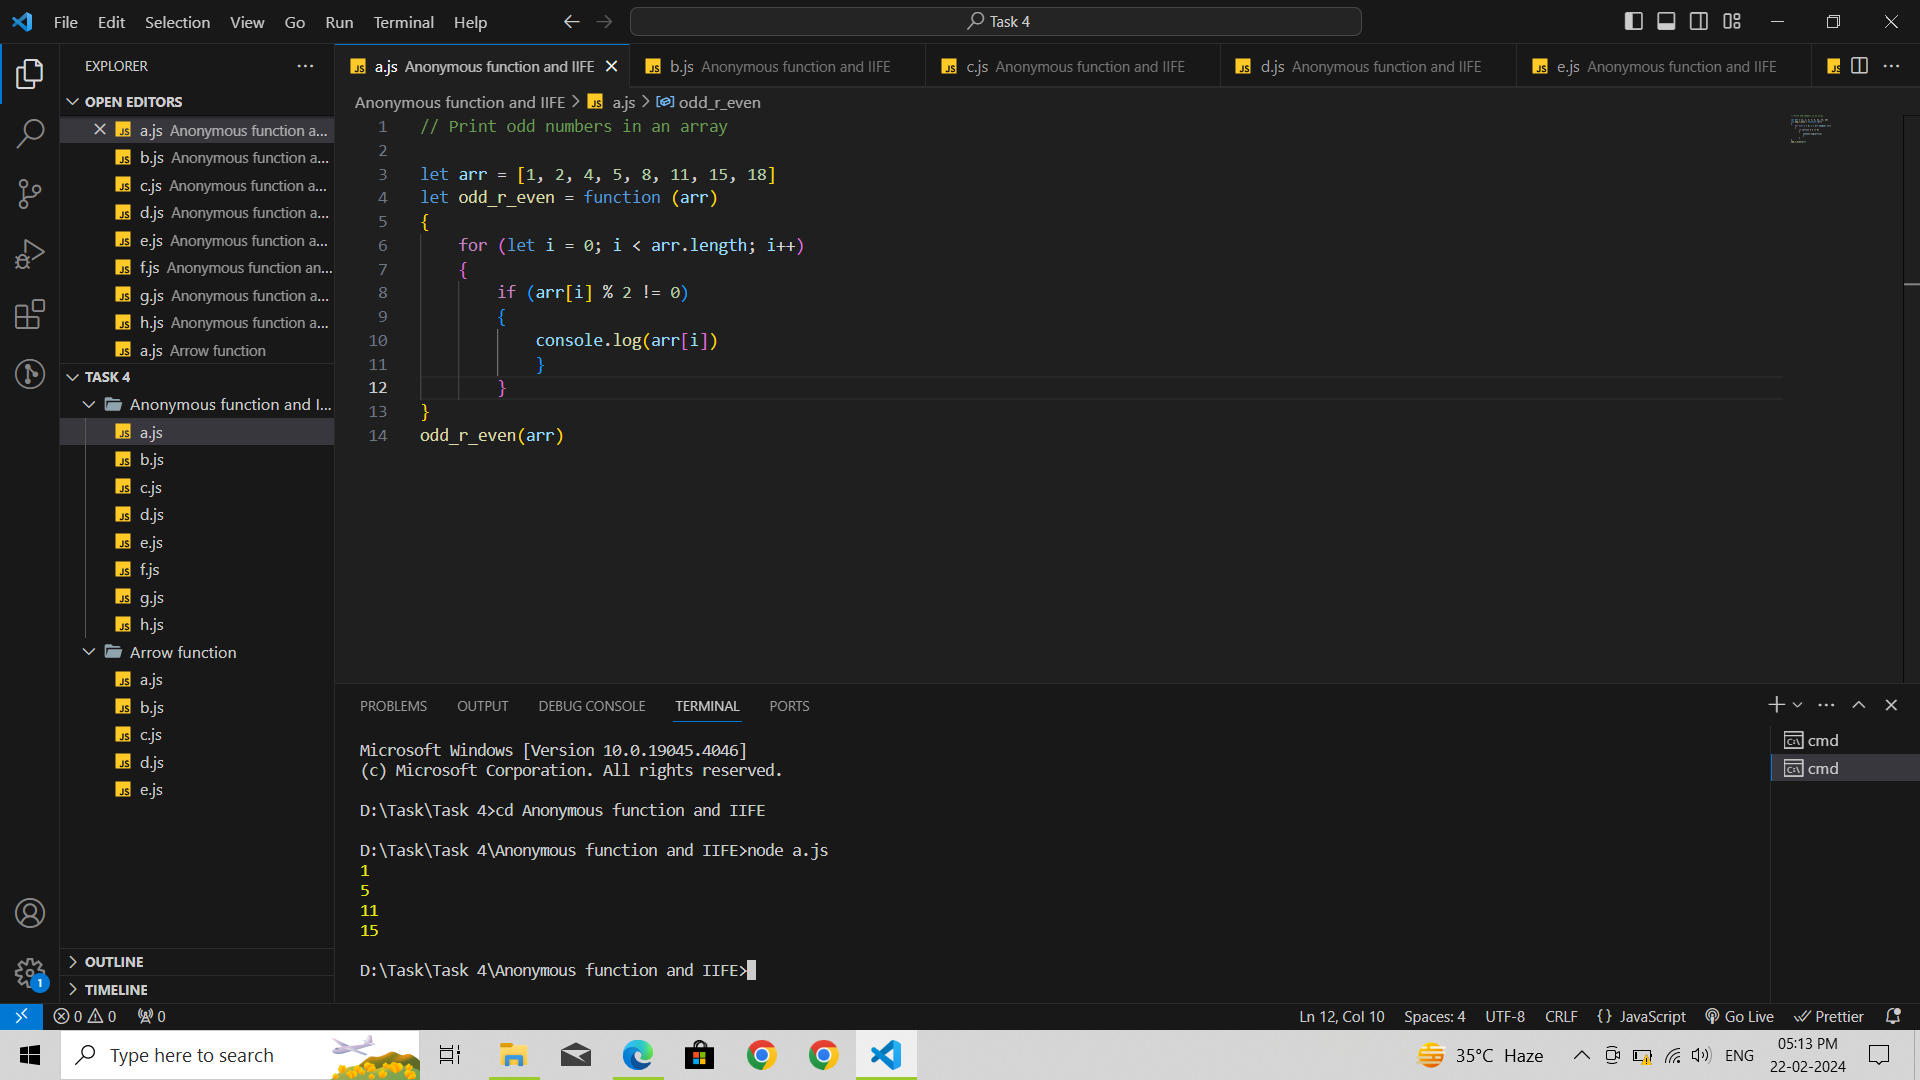 File Edit Selection View Go Run Terminal Help
Task 4
EXPLORER
OPEN EDITORS
a.js Anonymous function a...
b.js Anonymous function a...
c.js Anonymous function a...
d.js Anonymous function a...
e.js Anonymous function a...
f.js Anonymous function an...
g.js Anonymous function a...
h.js Anonymous function a...
a.js Arrow function
TASK 4
Anonymous function and I...
a.js
b.js
c.js
d.js
e.js
f.js
g.js
h.js
Arrow function
a.js
b.js
c.js
d.js
e.js
OUTLINE
TIMELINE
a.js Anonymous function and IIFE
b.js Anonymous function and IIFE
c.js Anonymous function and IIFE
d.js Anonymous function and IIFE
e.js Anonymous function and IIFE
Anonymous function and IIFE > a.js > odd_r_even
1 // Print odd numbers in an array
2
3 let arr = [1, 2, 4, 5, 8, 11, 15, 18]
4 let odd_r_even = function (arr)
5 {
6 for (let i = 0; i < arr.length; i++)
7 {
8 if (arr[i] % 2 != 0)
9 {
10 console.log(arr[i])
11 }
12 }
13 }
14 odd_r_even(arr)
PROBLEMS OUTPUT DEBUG CONSOLE TERMINAL PORTS
Microsoft Windows [Version 10.0.19045.4046]
(c) Microsoft Corporation. All rights reserved.
D:\Task\Task 4>cd Anonymous function and IIFE
D:\Task\Task 4\Anonymous function and IIFE>node a.js
1
5
11
15
D:\Task\Task 4\Anonymous function and IIFE>
cmd
cmd
1
0 0 0
Ln 12, Col 10 Spaces: 4 UTF-8 CRLF {} JavaScript Go Live Prettier
Type here to search
35°C Haze
ENG
05:13 PM
22-02-2024